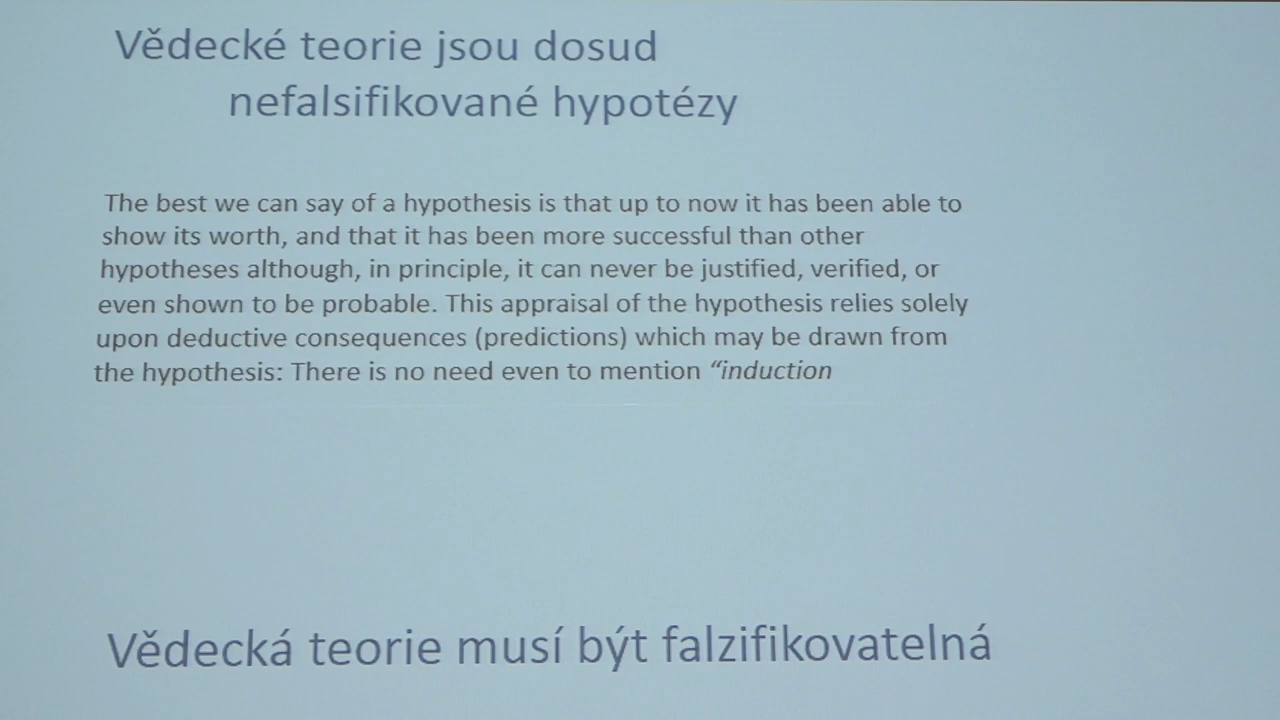 Vědecké teorie jsou dosud
nefalsifikované hypotézy
The best we can say of a hypothesis is that up to now it has been able to
show its worth, and that it has been more successful than other
hypotheses although, in principle, it can never be justified, verified, or
even shown to be probable. This appraisal of the hypothesis relies solely
upon deductive consequences (predictions) which may be drawn from
the hypothesis: There is no need even to mention “induction
Vědecká teorie musí být falzifikovatelná